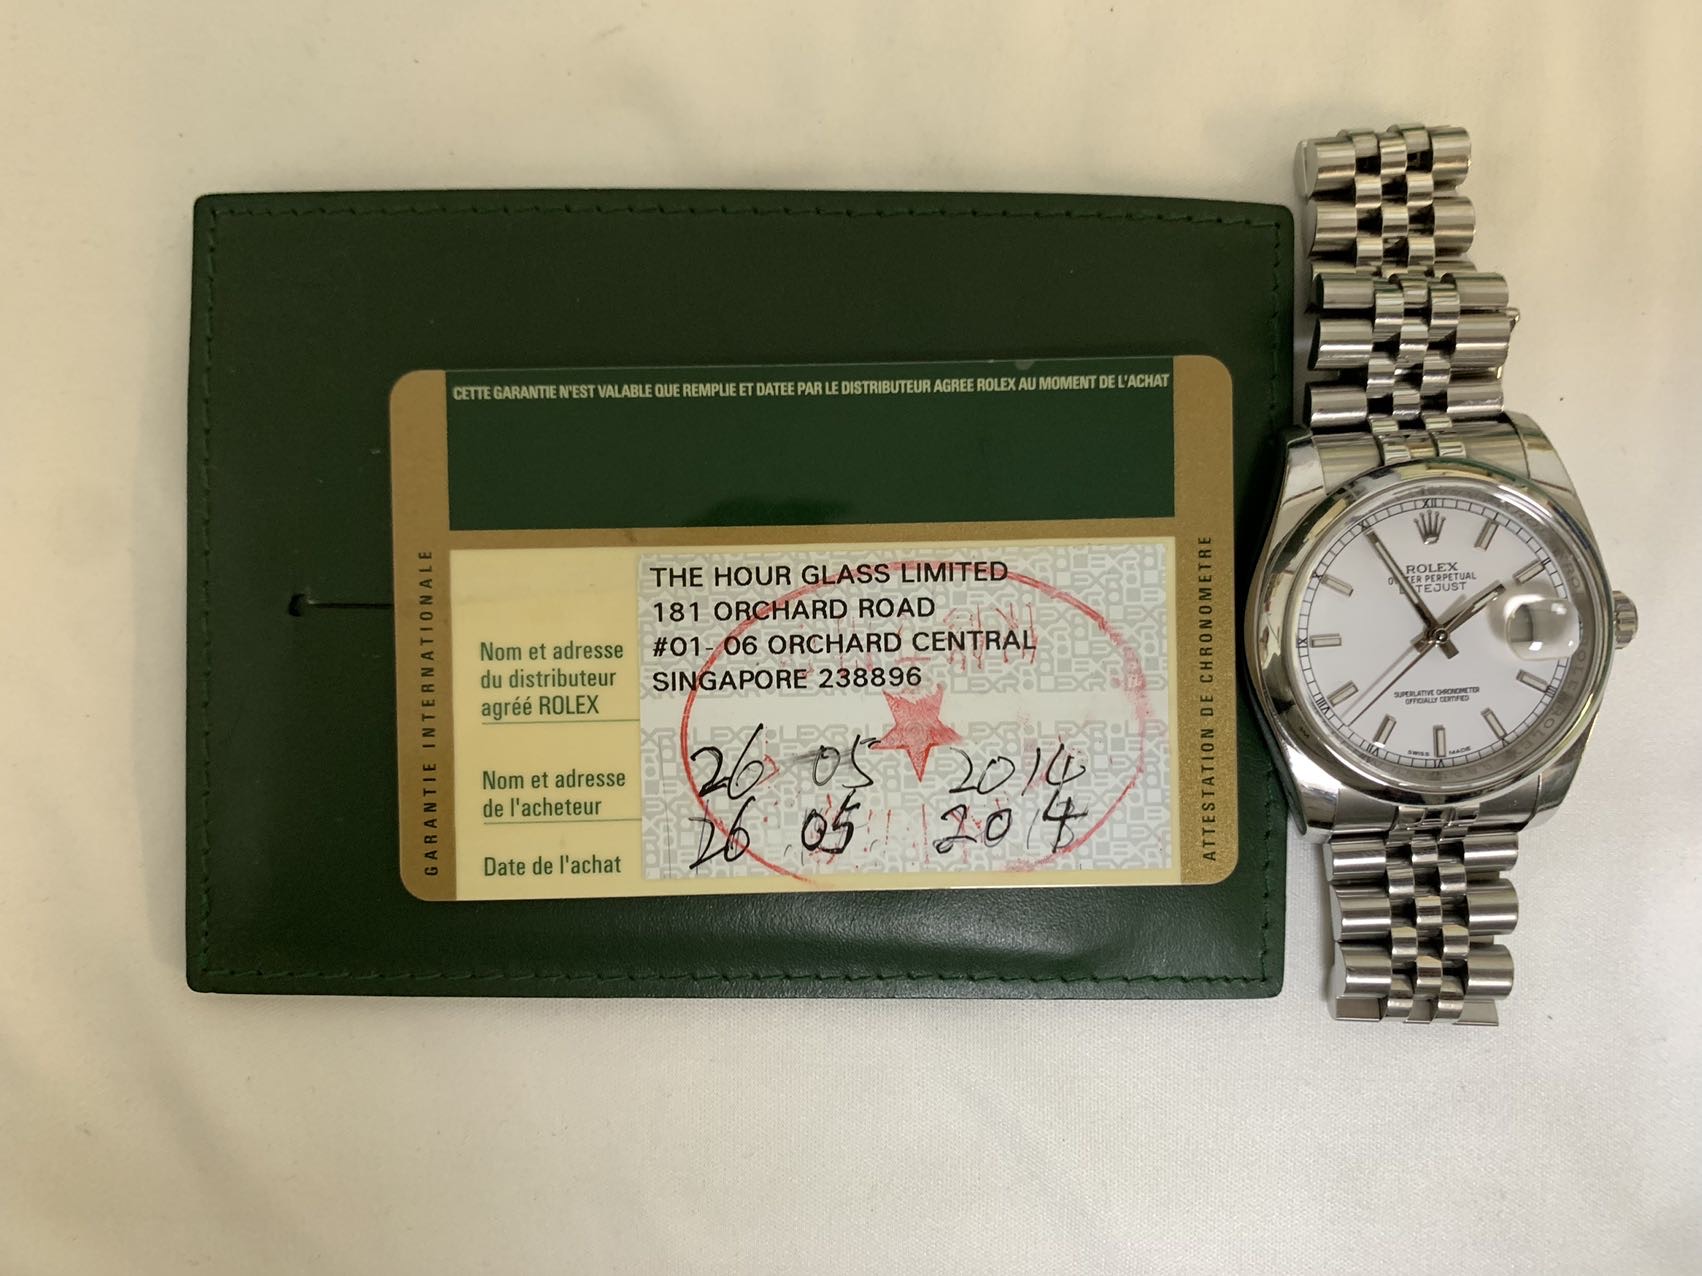 CETTE GARANTIE N'EST VALABLE QUE REMPLIE ET DATEE PAR LE DISTRIBUTEUR AGREE ROLEX AU MOMENT DE L'ACHAT
GARANTIE INTERNATIONALE
Nom et adresse
du distributeur
agréé ROLEX
Nom et adresse
de l'acheteur
Date de l'achat
THE HOUR GLASS LIMITED
181 ORCHARD ROAD
#01-06 ORCHARD CENTRAL
SINGAPORE 238896
26 05 2014
26 05 2014
ATTESTATION DE CHRONOMETRE
ROLEX
OYSTER PERPETUAL
DATEJUST
SUPERLATIVE CHRONOMETER
OFFICIALLY CERTIFIED
SWISS MADE